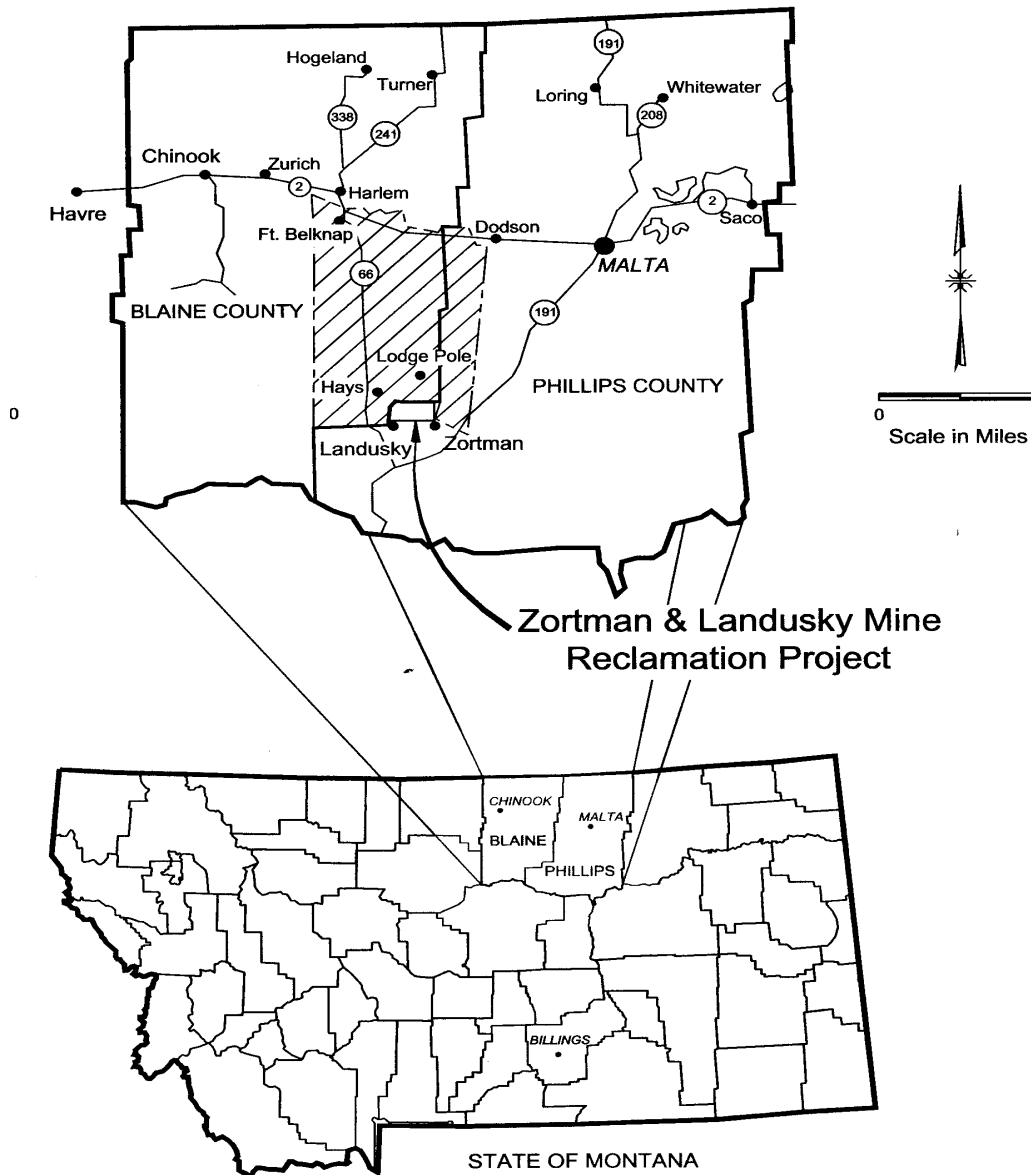 191
Hogeland
Turner
Loring
Whitewater
338
241
208
Chinook
Zurich
2
Harlem
Havre
2
Saco
Ft. Belknap
Dodson
MALTA
66
191
BLAINE COUNTY
Lodge Pole
Hays
PHILLIPS COUNTY
0
0
Scale in Miles
Landusky
Zortman
Zortman & Landusky Mine
Reclamation Project
CHINOOK
MALTA
BLAINE
PHILLIPS
BILLINGS
STATE OF MONTANA